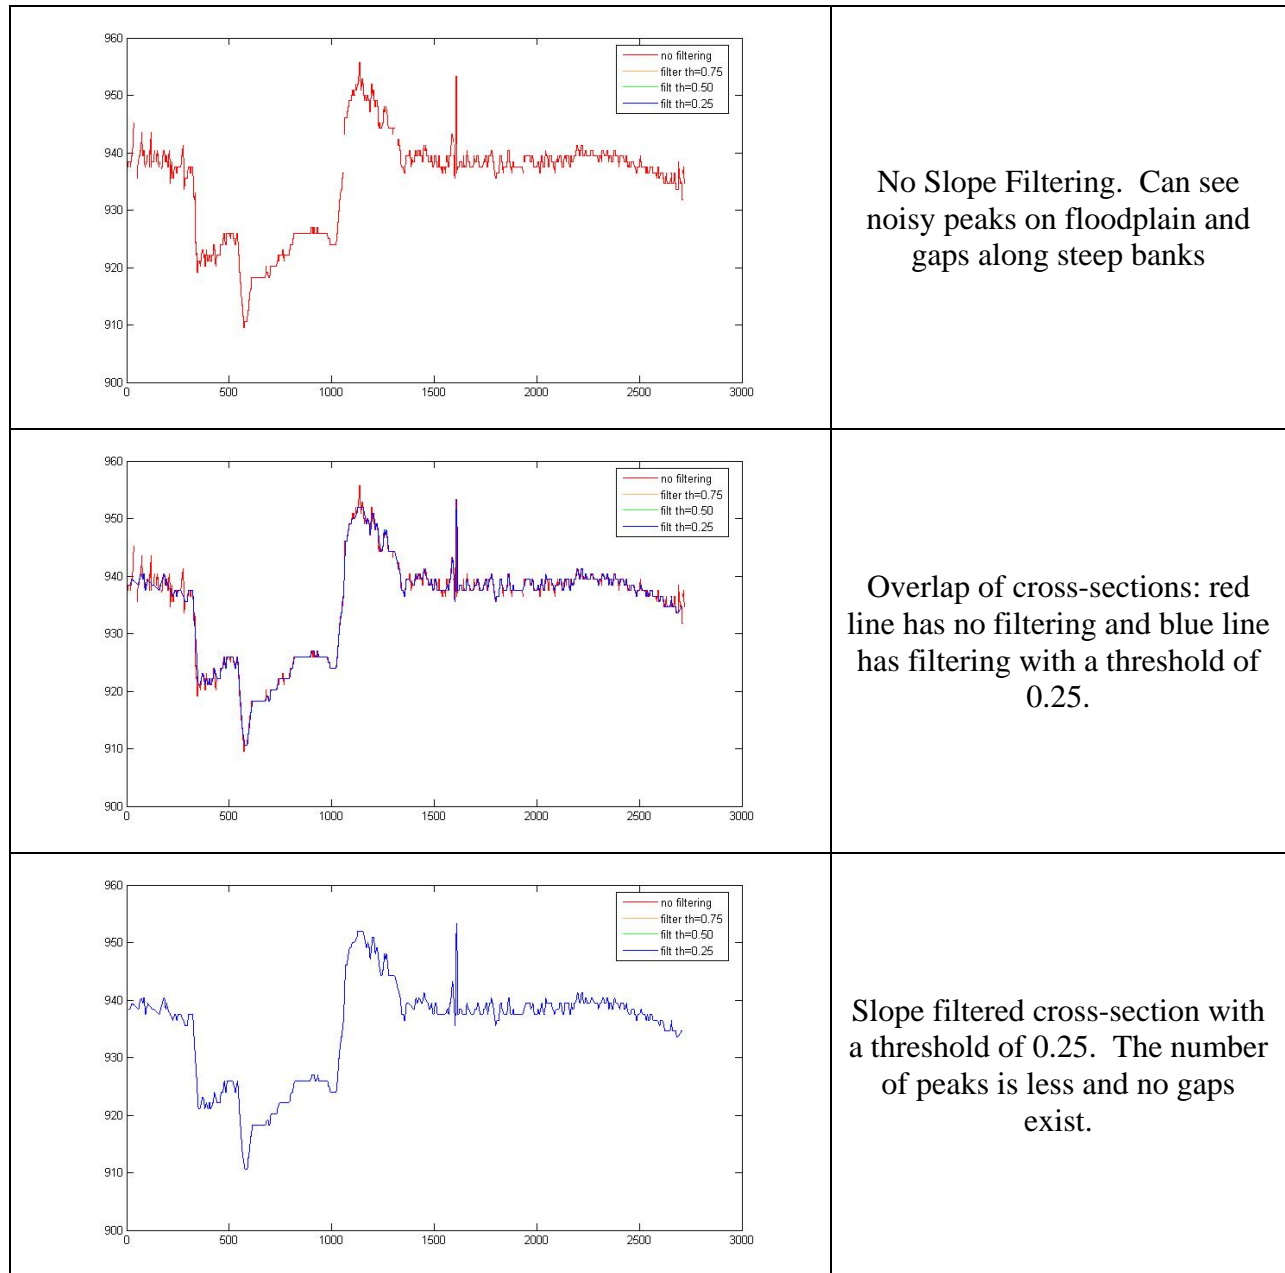 960
950
940
930
920
910
900
0 500 1000 1500 2000 2500 3000
no filtering
filter th=0.75
filt th=0.50
filt th=0.25
No Slope Filtering. Can see
noisy peaks on floodplain and
gaps along steep banks
960
950
940
930
920
910
900
0 500 1000 1500 2000 2500 3000
no filtering
filter th=0.75
filt th=0.50
filt th=0.25
Overlap of cross-sections: red
line has no filtering and blue line
has filtering with a threshold of
0.25.
960
950
940
930
920
910
900
0 500 1000 1500 2000 2500 3000
no filtering
filter th=0.75
filt th=0.50
filt th=0.25
Slope filtered cross-section with
a threshold of 0.25. The number
of peaks is less and no gaps
exist.